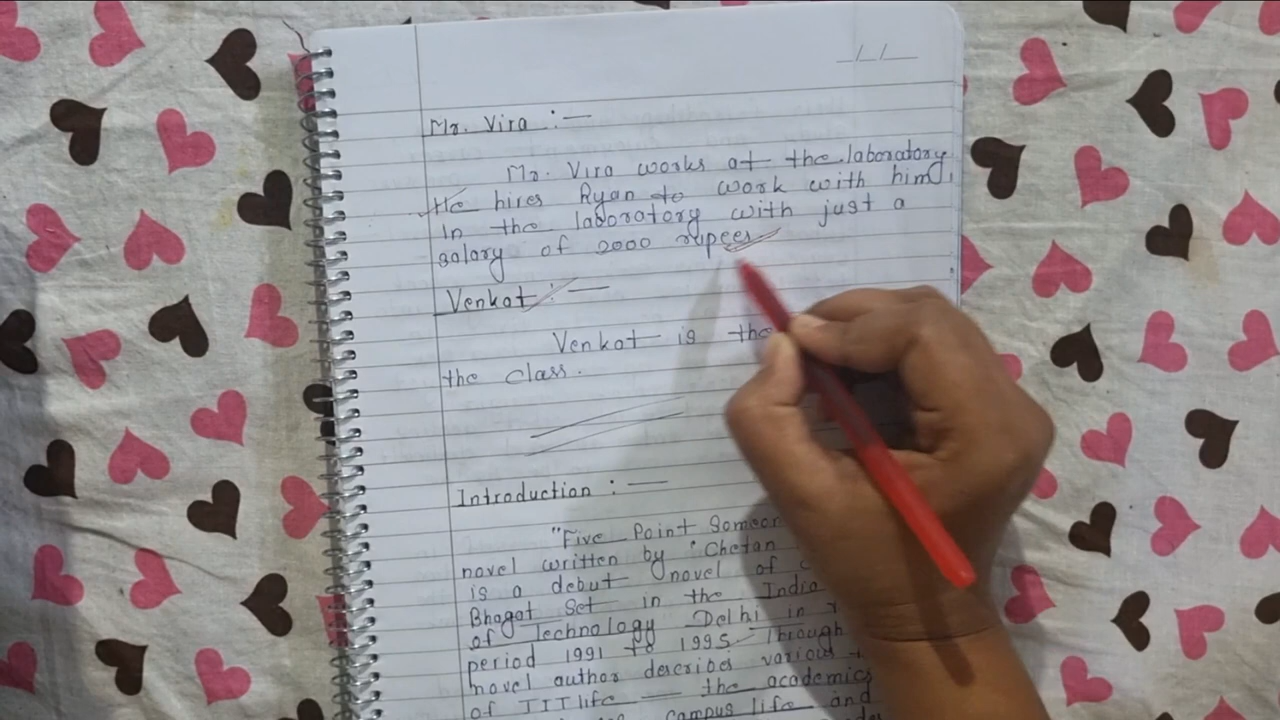 _/_/_
Mr. Vira :—
Mr. Vira works at the laboratory.
He hires Ryan to work with him
in the laboratory with just a
salary of 2000 rupees
Venkat :—
Venkat is the
the class.
Introduction :—
"Five Point
novel written by 'Chetan
is a debut novel of
Bhagat set in the
of Technology Delhi in
period 1991 to 1995. Through
novel author describes various
of IIT life — the academics
campus life and